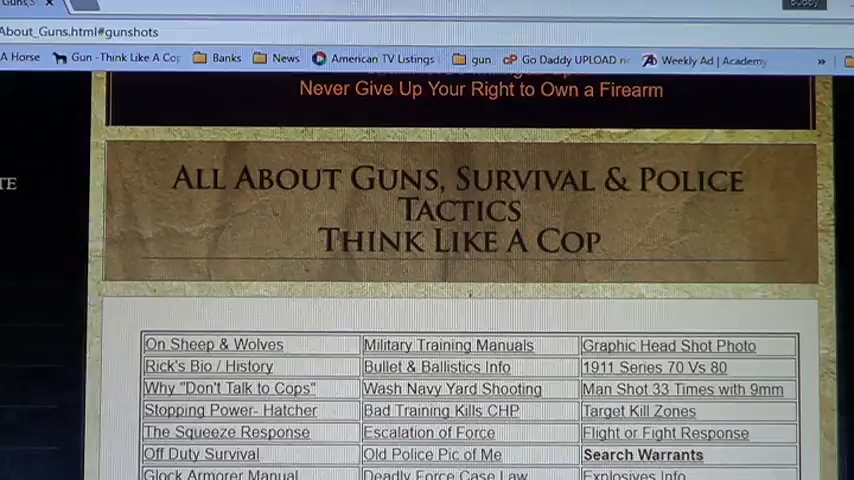 Guns,S
About_Guns.html#gunshots
A Horse
Gun -Think Like A Cop
Banks
News
American TV Listings
gun
Go Daddy UPLOAD
Weekly Ad | Academy
»
Never Give Up Your Right to Own a Firearm
TE
ALL ABOUT GUNS, SURVIVAL & POLICE
TACTICS
THINK LIKE A COP
On Sheep & Wolves
Military Training Manuals
Graphic Head Shot Photo
Rick's Bio / History
Bullet & Ballistics Info
1911 Series 70 Vs 80
Why "Don't Talk to Cops"
Wash Navy Yard Shooting
Man Shot 33 Times with 9mm
Stopping Power- Hatcher
Bad Training Kills CHP
Target Kill Zones
The Squeeze Response
Escalation of Force
Flight or Fight Response
Off Duty Survival
Old Police Pic of Me
Search Warrants
Glock Armorer Manual
Deadly Force Case Law
Explosives Info